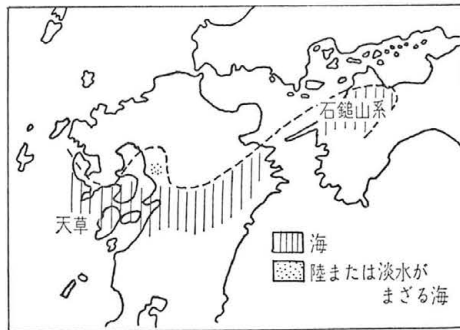 石鎚山系
天草
海
陸または淡水が
まざる海